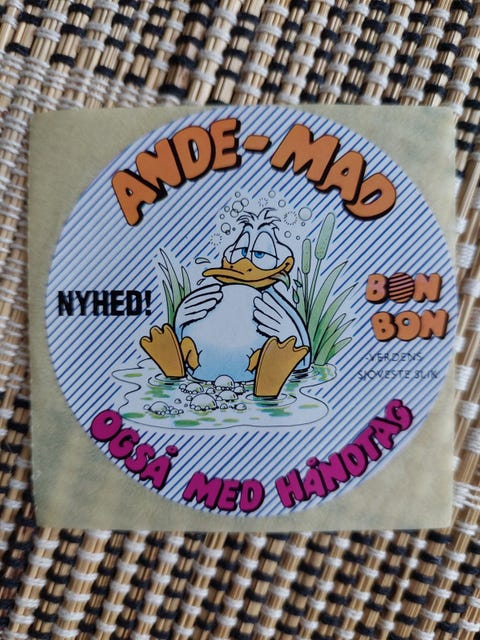 ANDE-MAD
NYHED!
BON
BON
-VERDENS
SJOVESTE SLIK
OGSÅ MED HÅNDTAG